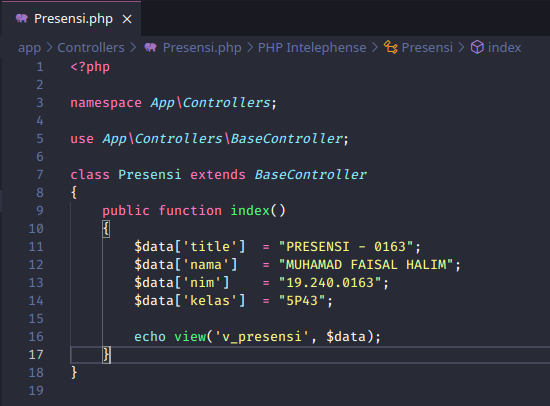 Presensi.php ×
app > Controllers > Presensi.php > PHP Intelephense > Presensi > index
1 <?php
2
3 namespace App\Controllers;
4
5 use App\Controllers\BaseController;
6
7 class Presensi extends BaseController
8 {
9     public function index()
10     {
11         $data['title']  = "PRESENSI - 0163";
12         $data['nama']   = "MUHAMAD FAISAL HALIM";
13         $data['nim']    = "19.240.0163";
14         $data['kelas']  = "5P43";
15
16         echo view('v_presensi', $data);
17     }
18 }
19